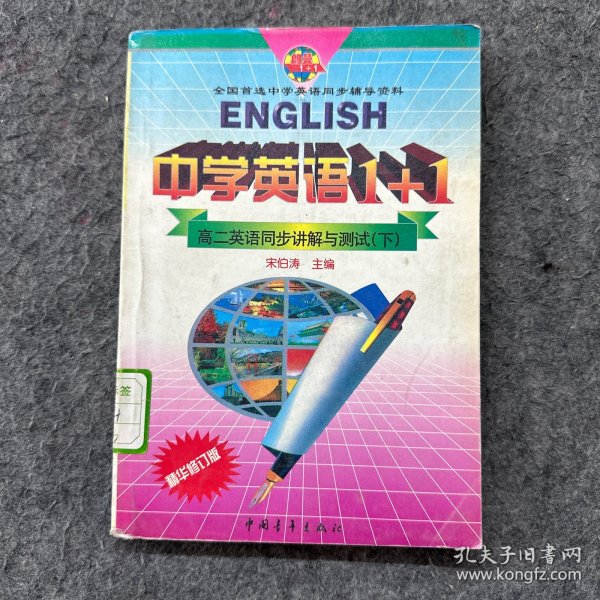 1+1
全国首选中学英语同步辅导资料
ENGLISH
中学英语1+1
高二英语同步讲解与测试(下)
宋伯涛 主编
签
精华修订版
中国青年出版社
孔夫子旧书网
www.kongfz.com